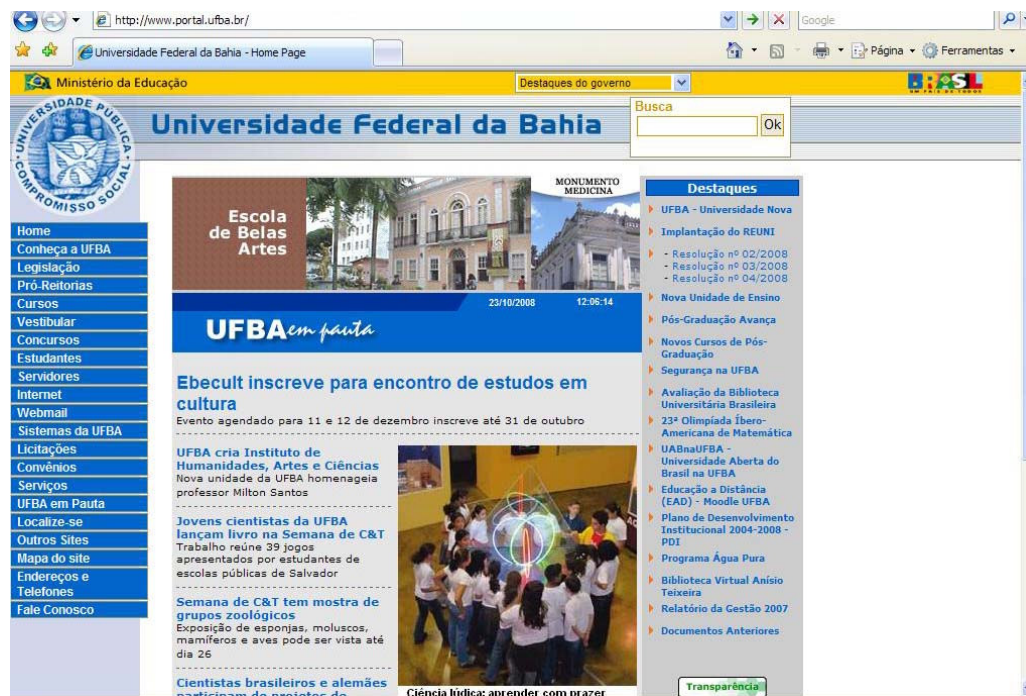 http://www.portal.ufba.br/
Google
Universidade Federal da Bahia - Home Page
Página
Ferramentas
Ministério da Educação
Destaques do governo
BRASIL
UM PAÍS DE TODOS
UNIVERSIDADE PÚBLICA
COMPROMISSO SOCIAL
Universidade Federal da Bahia
Busca
Ok
Home
Conheça a UFBA
Legislação
Pró-Reitorias
Cursos
Vestibular
Concursos
Estudantes
Servidores
Internet
Webmail
Sistemas da UFBA
Licitações
Convênios
Serviços
UFBA em Pauta
Localize-se
Outros Sites
Mapa do site
Endereços e
Telefones
Fale Conosco
Escola
de Belas
Artes
MONUMENTO
MEDICINA
23/10/2008 12:06:14
UFBA em pauta
Ebecult inscreve para encontro de estudos em
cultura
Evento agendado para 11 e 12 de dezembro inscreve até 31 de outubro
UFBA cria Instituto de
Humanidades, Artes e Ciências
Nova unidade da UFBA homenageia
professor Milton Santos
Jovens cientistas da UFBA
lançam livro na Semana de C&T
Trabalho reúne 39 jogos
apresentados por estudantes de
escolas públicas de Salvador
Semana de C&T tem mostra de
grupos zoológicos
Exposição de esponjas, moluscos,
mamíferos e aves pode ser vista até
dia 26
Cientistas brasileiros e alemães
participam de projetos de
Ciência lúdica: aprender com prazer
Destaques
UFBA - Universidade Nova
Implantação do REUNI
- Resolução nº 02/2008
- Resolução nº 03/2008
- Resolução nº 04/2008
Nova Unidade de Ensino
Pós-Graduação Avança
Novos Cursos de Pós-
Graduação
Segurança na UFBA
Avaliação da Biblioteca
Universitária Brasileira
23ª Olimpíada Íbero-
Americana de Matemática
UABnaUFBA -
Universidade Aberta do
Brasil na UFBA
Educação a Distância
(EAD) - Moodle UFBA
Plano de Desenvolvimento
Institucional 2004-2008 -
PDI
Programa Água Pura
Biblioteca Virtual Anísio
Teixeira
Relatório da Gestão 2007
Documentos Anteriores
Transparência